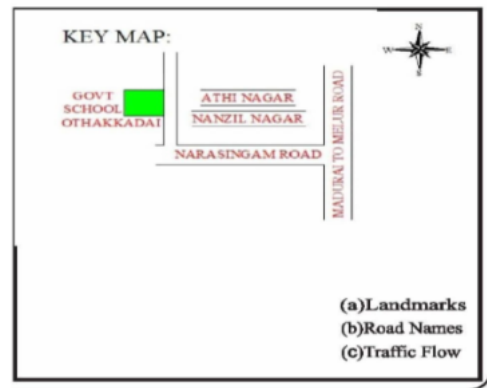 KEY MAP:
N
W E
S
GOVT
SCHOOL
OTHAKKADAI
ATHI NAGAR
NANZIL NAGAR
NARASINGAM ROAD
MADURAI TO MELUR ROAD
(a)Landmarks
(b)Road Names
(c)Traffic Flow